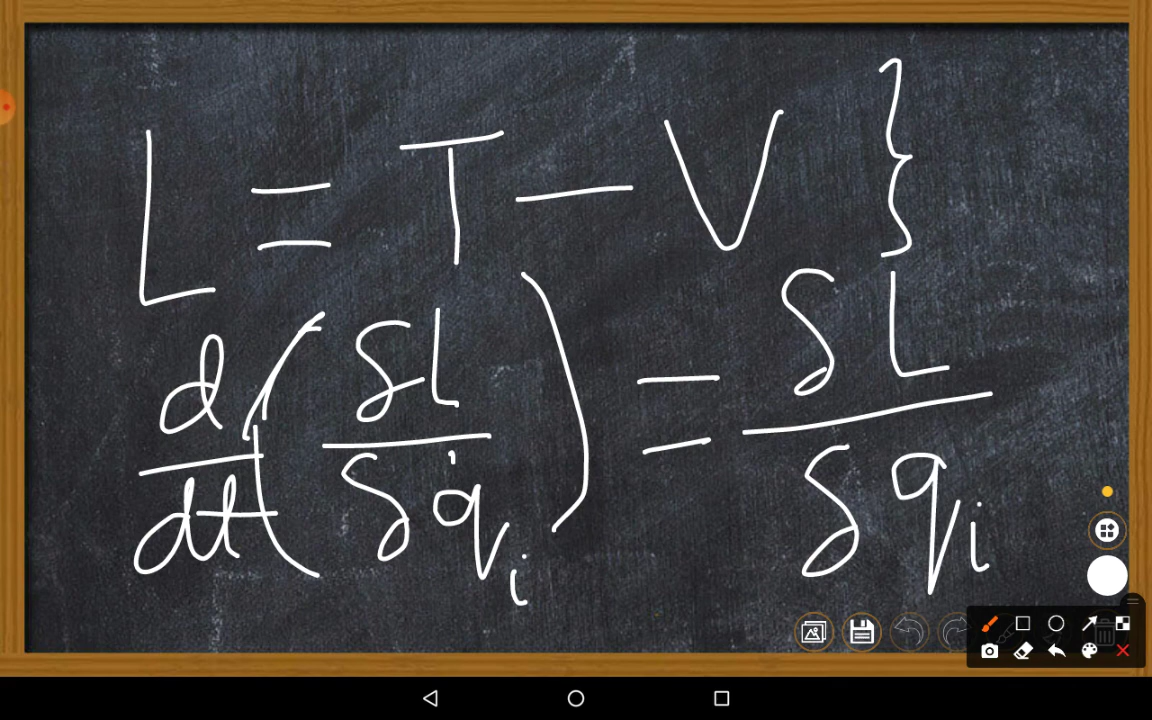 L = T - V }
d/dt (δL/δq̇ᵢ) = δL/δqᵢ